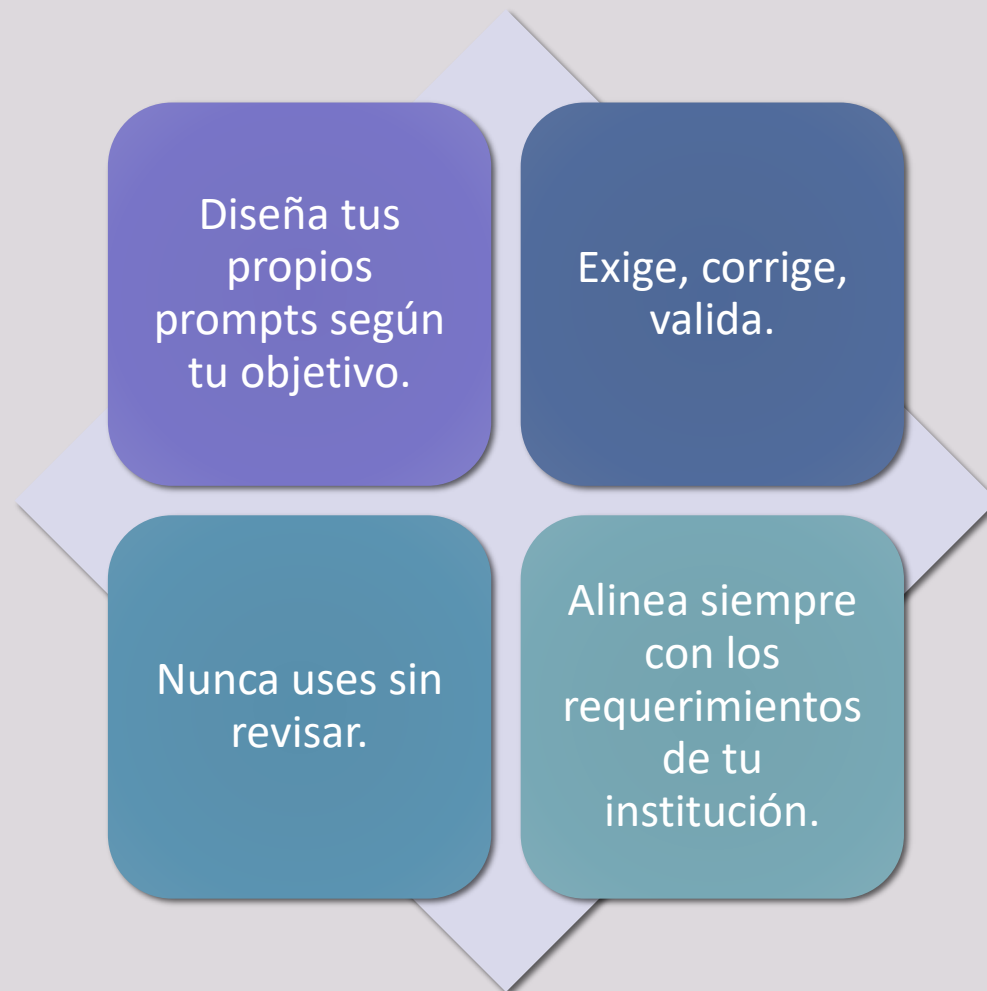 Diseña tus
propios
prompts según
tu objetivo.
Exige, corrige,
valida.
Nunca uses sin
revisar.
Alinea siempre
con los
requerimientos
de tu
institución.